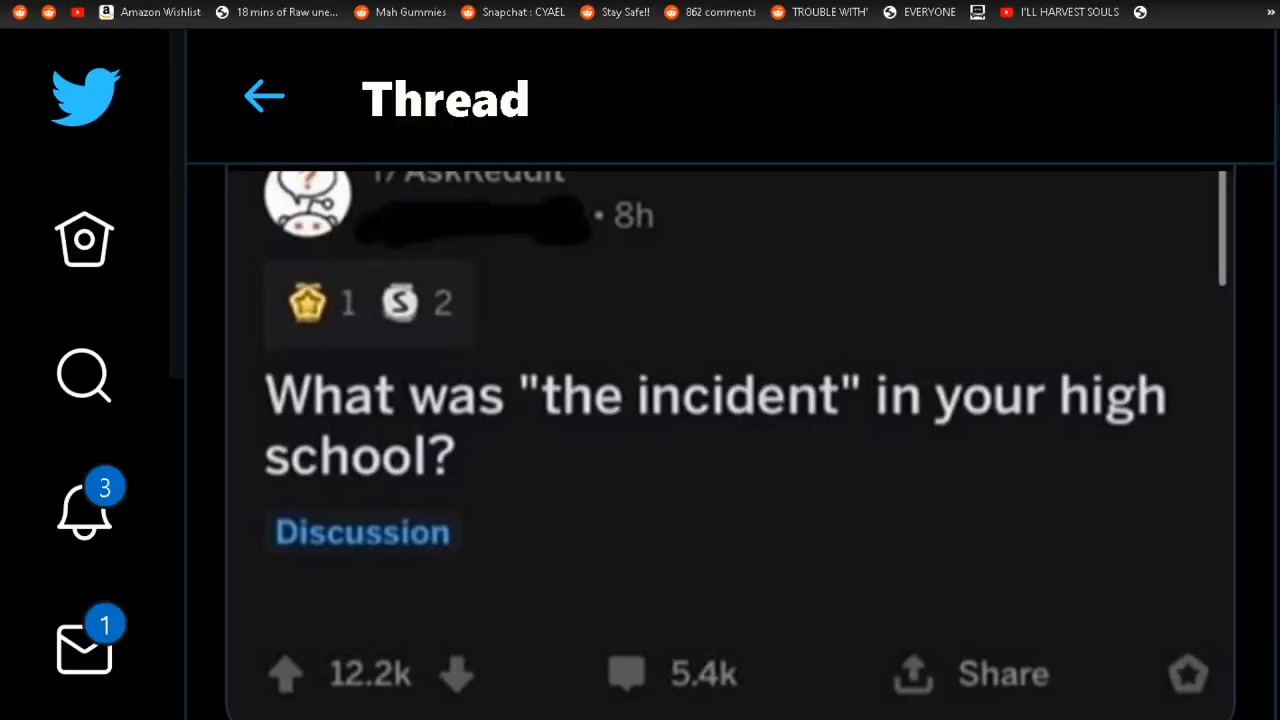 Amazon Wishlist 18 mins of Raw une... Mah Gummies Snapchat : CYAEL Stay Safe!! 862 comments TROUBLE WITH' EVERYONE I'LL HARVEST SOULS »
Thread
r/AskReddit
• 8h
1 S 2
What was "the incident" in your high
school?
Discussion
3
12.2k 5.4k Share
1